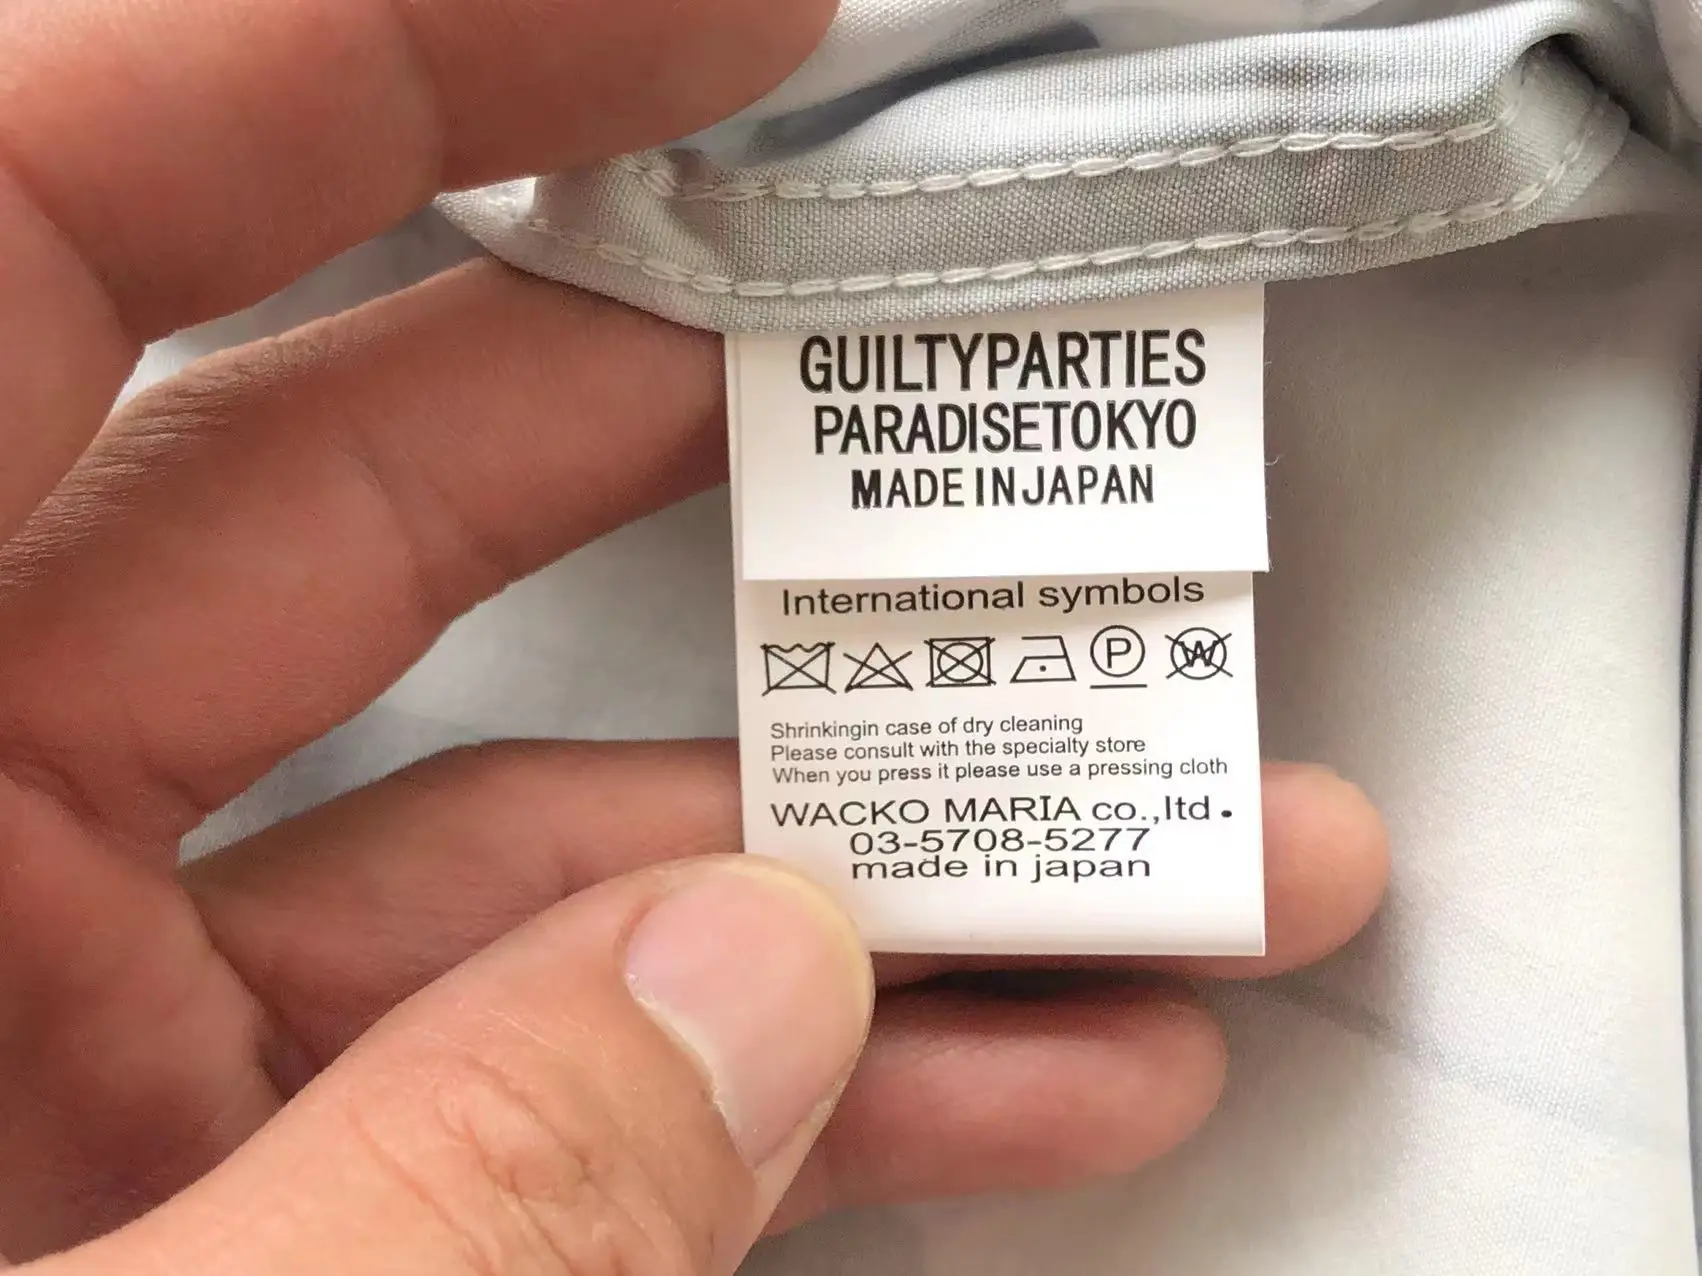 GUILTYPARTIES
PARADISETOKYO
MADE IN JAPAN
International symbols
P W
Shrinkingin case of dry cleaning
Please consult with the specialty store
When you press it please use a pressing cloth
WACKO MARIA co.,ltd.
03-5708-5277
made in japan